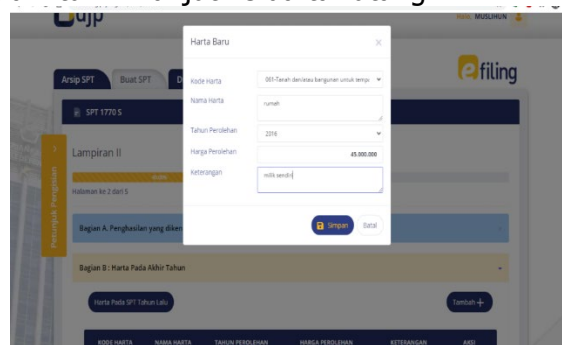 djp
MUSLIHUN
Harta Baru
×
efiling
Arsip SPT
Buat SPT
Kode Harta
061-Tanah dan/atau bangunan untuk tempa
Nama Harta
rumah
SPT 1770 S
Tahun Perolehan
2016
Lampiran II
Harga Perolehan
45.000.000
Keterangan
milik sendiri
Halaman ke 2 dari 5
Petunjuk Pengisian
Simpan
Batal
Bagian A. Penghasilan yang diken
Bagian B : Harta Pada Akhir Tahun
Harta Pada SPT Tahun Lalu
Tambah +
KODE HARTA NAMA HARTA TAHUN PEROLEHAN HARGA PEROLEHAN KETERANGAN AKSI